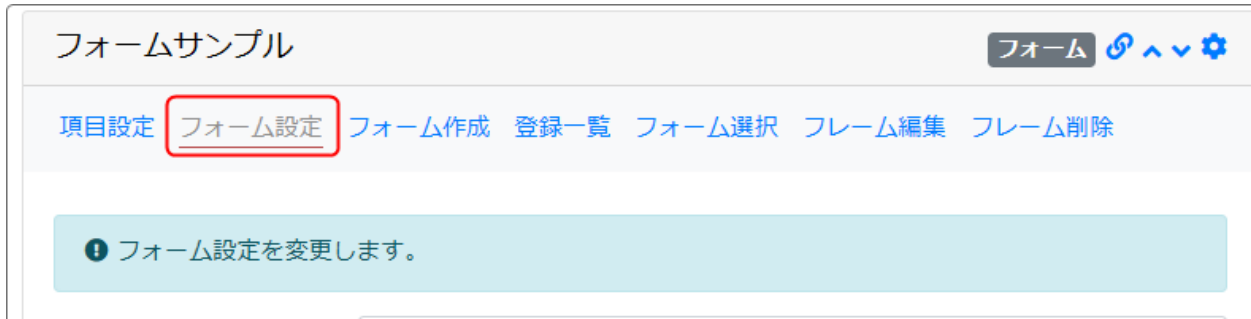 フォームサンプル フォーム
項目設定 フォーム設定 フォーム作成 登録一覧 フォーム選択 フレーム編集 フレーム削除
フォーム設定を変更します。